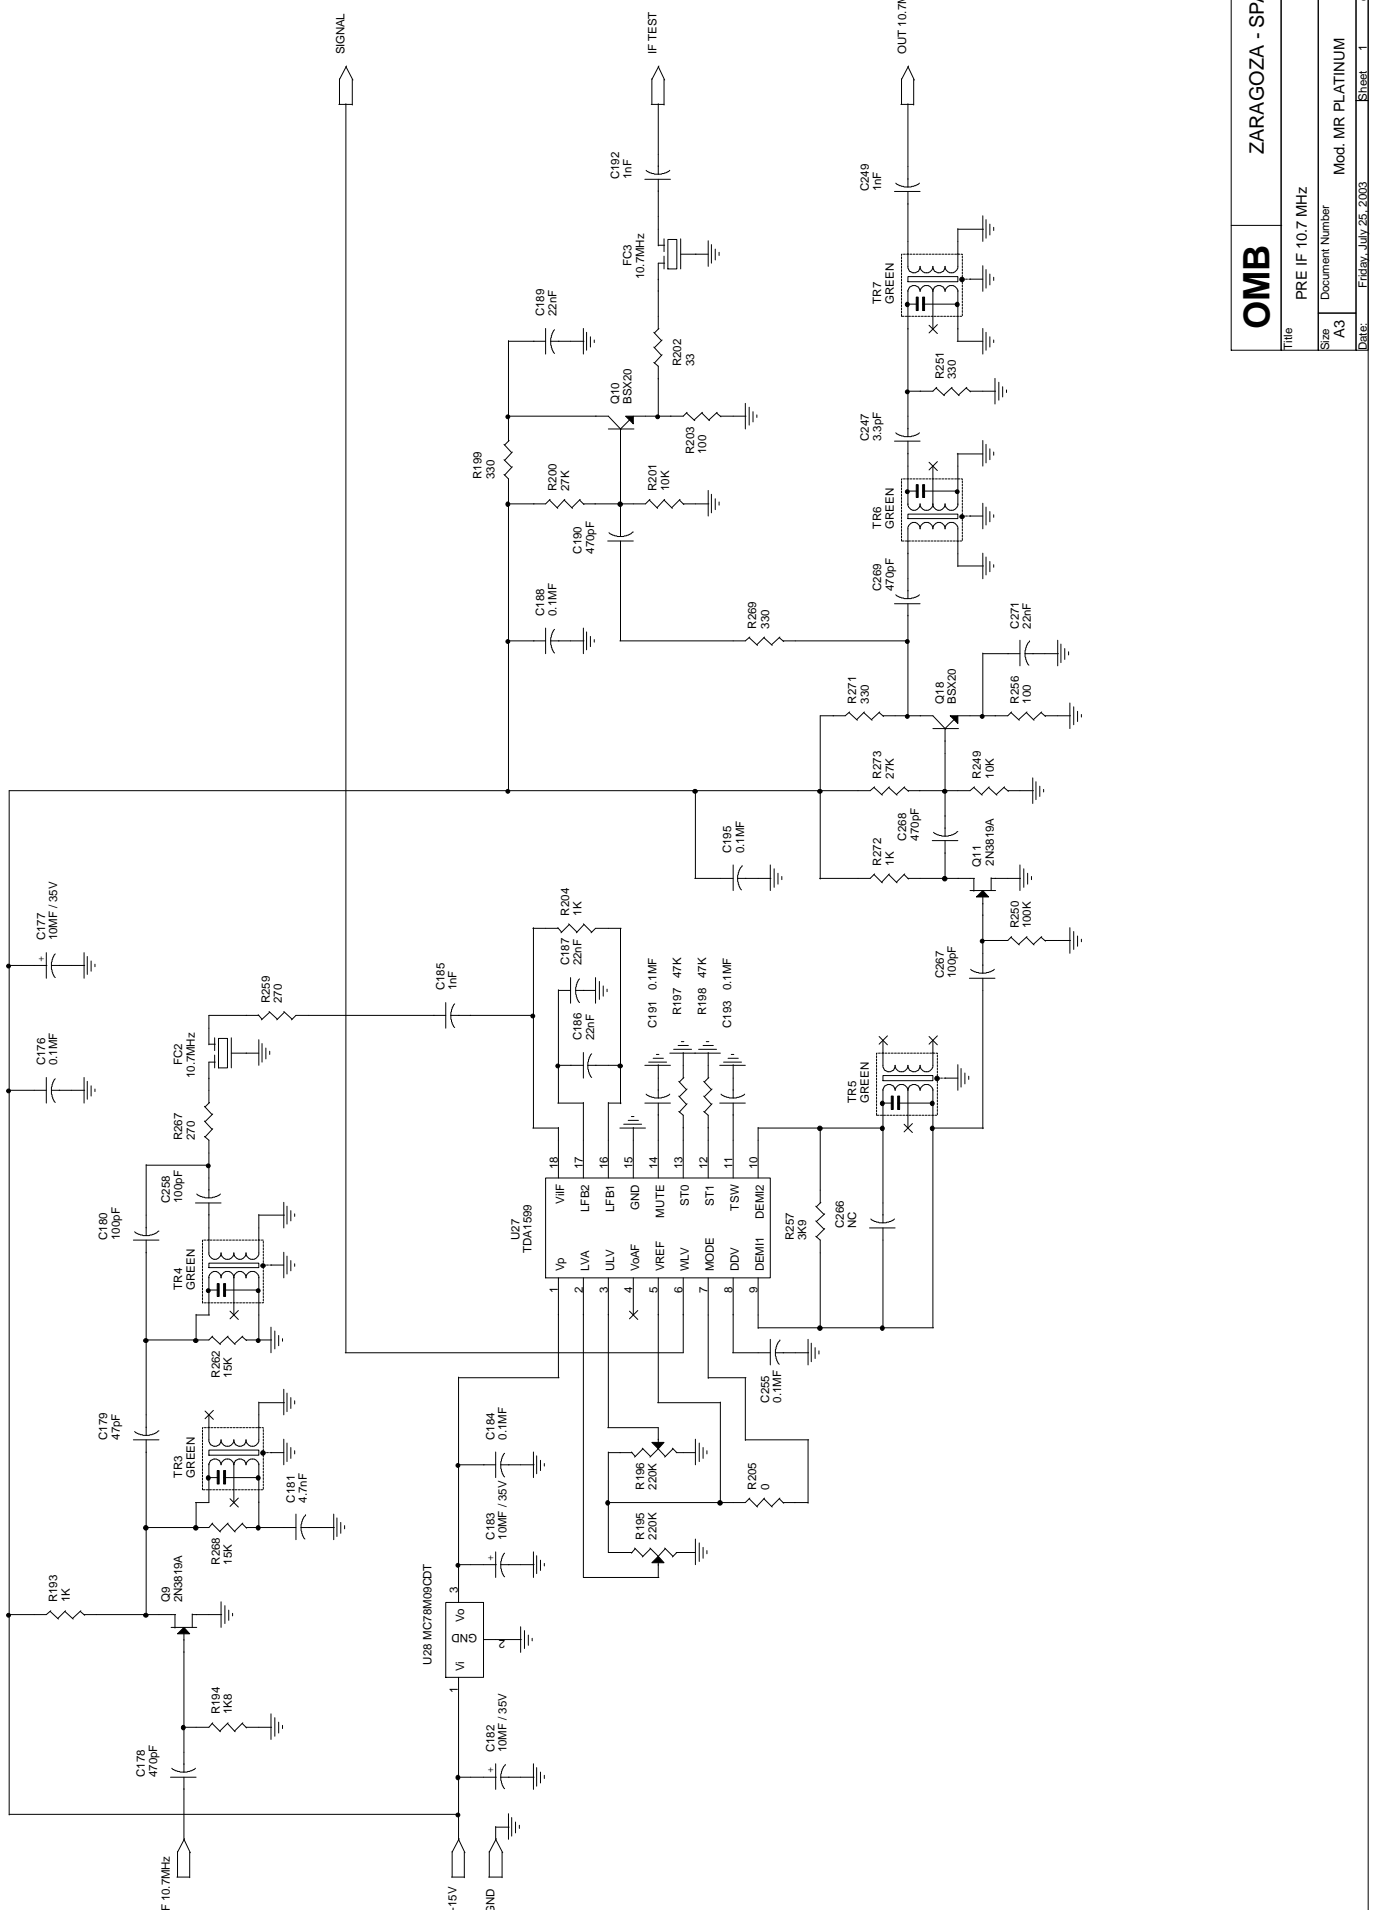 SIGNAL
IF TEST
C177
10MF / 35V
C176
0.1MF
R259
270
FC2
10.7MHz
R267
270
C258
100pF
C180
100pF
TR4
GREEN
R262
15K
C179
47pF
TR3
GREEN
C181
4.7nF
R268
15K
R193
1K
Q9
2N3819A
R194
1K8
C178
470pF
F 10.7MHz
C185
1nF
C192
1nF
FC3
10.7MHz
C189
22nF
R202
33
Q10
BSX20
R203
100
R199
330
R200
27K
R201
10K
C190
470pF
C188
0.1MF
C195
0.1MF
R204
1K
C187
22nF
C186
22nF
C191 0.1MF
R197 47K
R198 47K
C193 0.1MF
U27
TDA1599
18
17
16
15
14
13
12
11
10
ViIF
LFB2
LFB1
GND
MUTE
ST0
ST1
TSW
DEMI2
Vp
LVA
ULV
VoAF
VREF
WLV
MODE
DDV
DEMI1
1
2
3
4
5
6
7
8
9
R257
3K9
C266
NC
C255
0.1MF
R196
220K
R205
0
R195
220K
C184
0.1MF
C183
10MF / 35V
U28 MC78M09CDT
Vi
GND
Vo
1
2
3
C182
10MF / 35V
-15V
GND
OUT 10.7M
C249
1nF
TR7
GREEN
R251
330
C247
3.3pF
TR6
GREEN
C269
470pF
R269
330
C271
22nF
R271
330
Q18
BSX20
R256
100
R273
27K
R249
10K
C268
470pF
R272
1K
Q11
2N3819A
R250
100K
C267
100pF
TR5
GREEN
OMB
ZARAGOZA - SPA
Title
PRE IF 10.7 MHz
Size
A3
Document Number
Mod. MR PLATINUM
Date:
Friday, July 25, 2003
Sheet 1